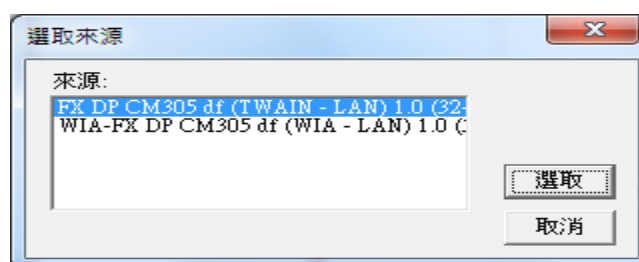 選取來源
來源:
FX DP CM305 df (TWAIN - LAN) 1.0 (32-
WIA-FX DP CM305 df (WIA - LAN) 1.0 (
選取
取消